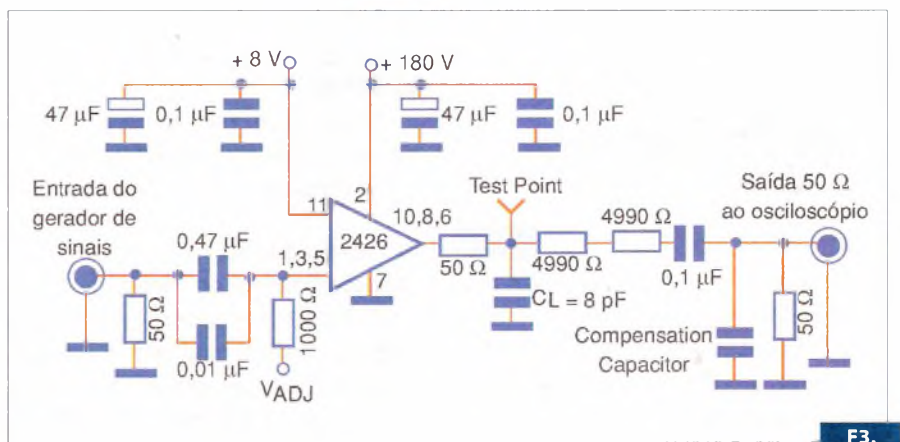 + 8 V
+ 180 V
47 µF
0,1 µF
47 µF
0,1 µF
Entrada do
gerador de
sinais
0,47 µF
50 Ω
0,01 µF
1000 Ω
VADJ
11
2
1,3,5
2426
7
10,8,6
50 Ω
Test Point
CL = 8 pF
4990 Ω
4990 Ω
0,1 µF
Saída 50 Ω
ao osciloscópio
Compensation
Capacitor
50 Ω
F3.